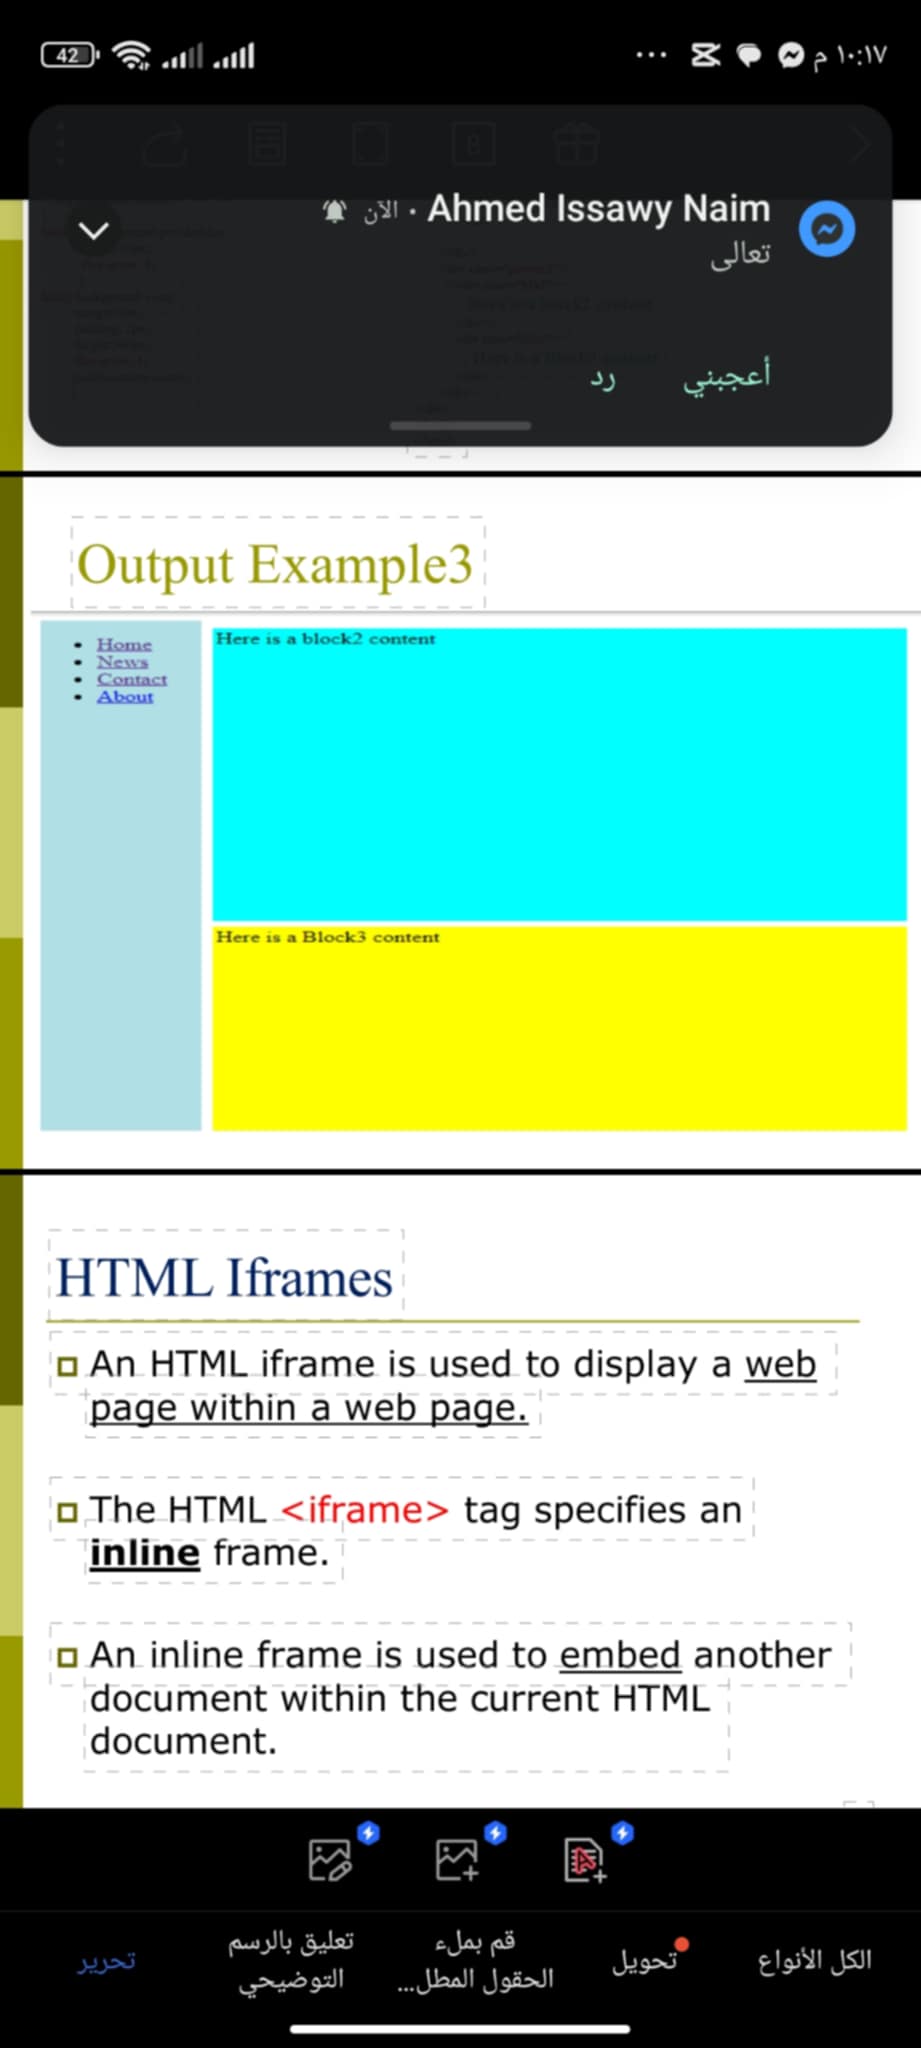 42
... م ١٠:١٧
Ahmed Issawy Naim • الآن
تعالى
أعجبني
رد
Output Example3
Home
News
Contact
About
Here is a block2 content
Here is a Block3 content
HTML Iframes
An HTML iframe is used to display a web
page within a web page.
The HTML <iframe> tag specifies an
inline frame.
An inline frame is used to embed another
document within the current HTML
document.
الكل الأنواع
تحويل
قم بملء
الحقول المطل...
تعليق بالرسم
التوضيحي
تحرير